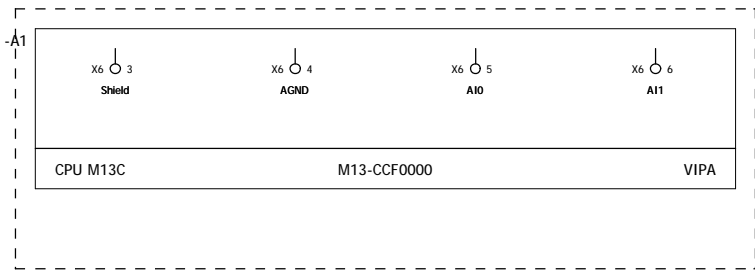 -A1
X6 3 X6 4 X6 5 X6 6
Shield AGND AI0 AI1
CPU M13C M13-CCF0000 VIPA